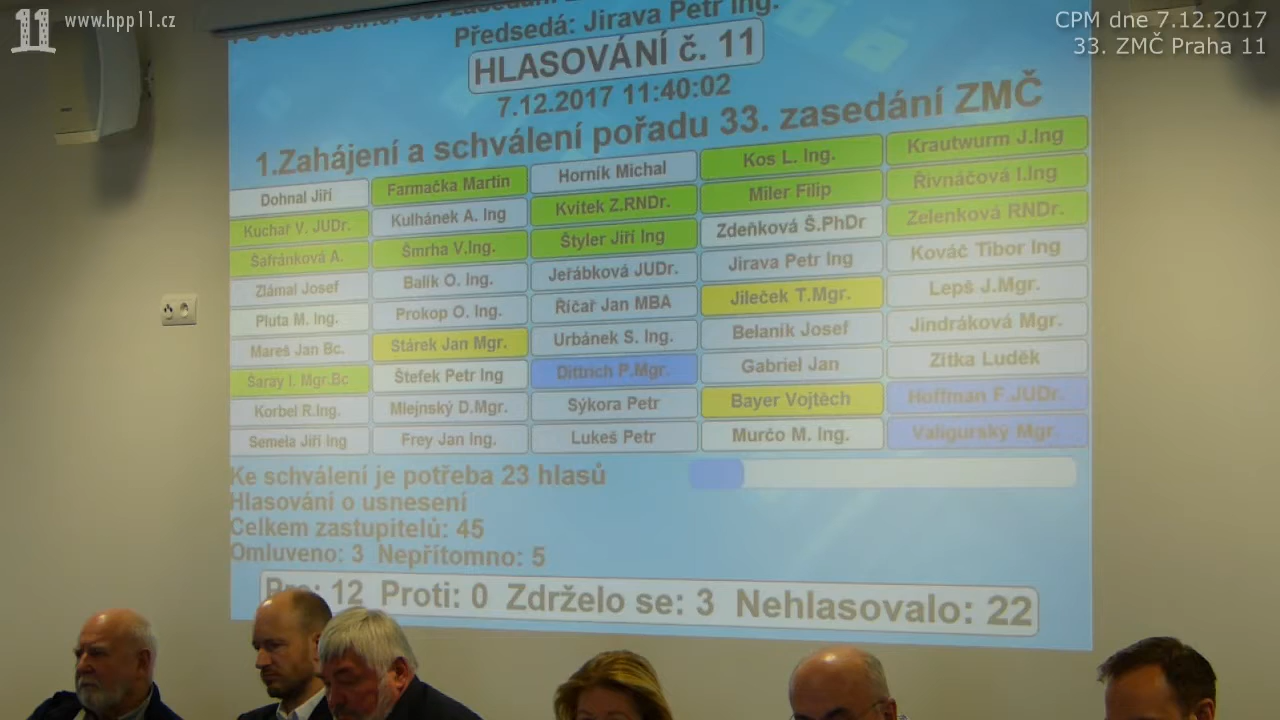 11 www.hpp11.cz
CPM dne 7.12.2017
33. ZMČ Praha 11
Předsedá: Jirava Petr Ing.
HLASOVÁNÍ č. 11
7.12.2017 11:40:02
1.Zahájení a schválení pořadu 33. zasedání ZMČ
Dohnal Jiří Farmačka Martin Horník Michal Kos L. Ing. Krautwurm J.Ing
Kuchař V. JUDr. Kulhánek A. Ing Kvítek Z.RNDr. Miler Filip Řivnáčová I.Ing
Šafránková A. Šmrha V.Ing. Štyler Jiří Ing Zdeňková Š.PhDr Zelenková RNDr.
Zlámal Josef Balík O. Ing. Jeřábková JUDr. Jirava Petr Ing Kováč Tibor Ing
Pluta M. Ing. Prokop O. Ing. Říčař Jan MBA Jileček T.Mgr. Lepš J.Mgr.
Mareš Jan Bc. Stárek Jan Mgr. Urbánek S. Ing. Belaník Josef Jindráková Mgr.
Šaray I. Mgr.Bc Štefek Petr Ing Dittrich P.Mgr. Gabriel Jan Zítka Luděk
Korbel R.Ing. Mlejnský D.Mgr. Sýkora Petr Bayer Vojtěch Hoffman F.JUDr.
Semela Jiří Ing Frey Jan Ing. Lukeš Petr Murčo M. Ing. Valigurský Mgr.
Ke schválení je potřeba 23 hlasů
Hlasování o usnesení
Celkem zastupitelů: 45
Omluveno: 3 Nepřítomno: 5
Pro: 12 Proti: 0 Zdrželo se: 3 Nehlasovalo: 22